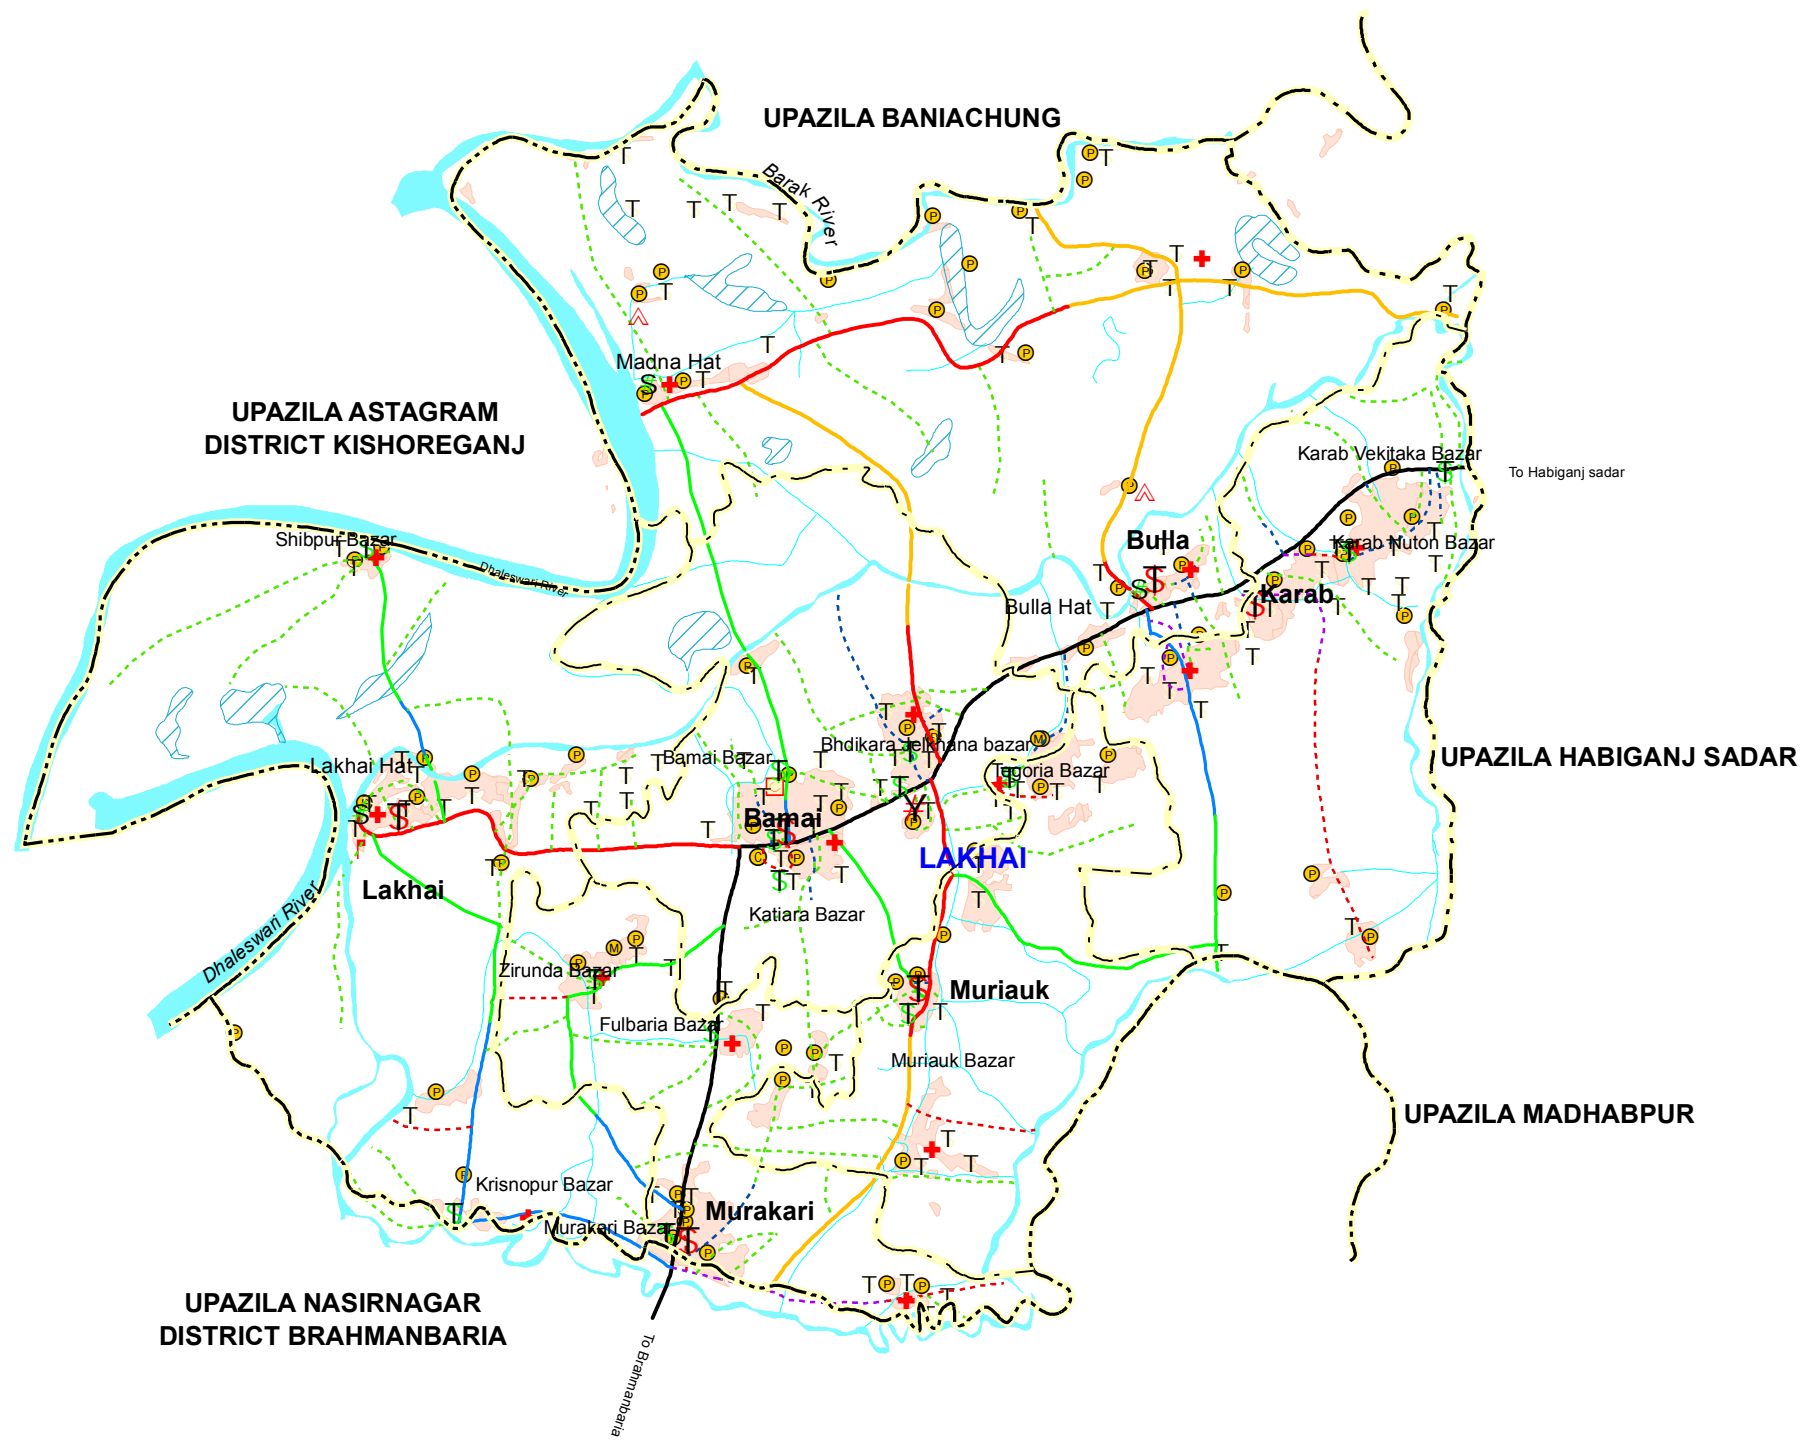 UPAZILA BANIACHUNG
Barak River
Madna Hat
UPAZILA ASTAGRAM
DISTRICT KISHOREGANJ
Karab Vekitaka Bazar
To Habiganj sadar
Shibpur Bazar
Bulla
Karab Nuton Bazar
Dhaleswari River
Karab
Bulla Hat
Bhdikara Jelkhana bazar
Bamai Bazar
UPAZILA HABIGANJ SADAR
Lakhai Hat
Tegoria Bazar
Bamai
LAKHAI
Lakhai
Katiara Bazar
Dhaleswari River
Zirunda Bazar
Muriauk
Fulbaria Bazar
Muriauk Bazar
UPAZILA MADHABPUR
Krisnopur Bazar
Murakari
Murakari Bazar
UPAZILA NASIRNAGAR
DISTRICT BRAHMANBARIA
To Brahmanbaria